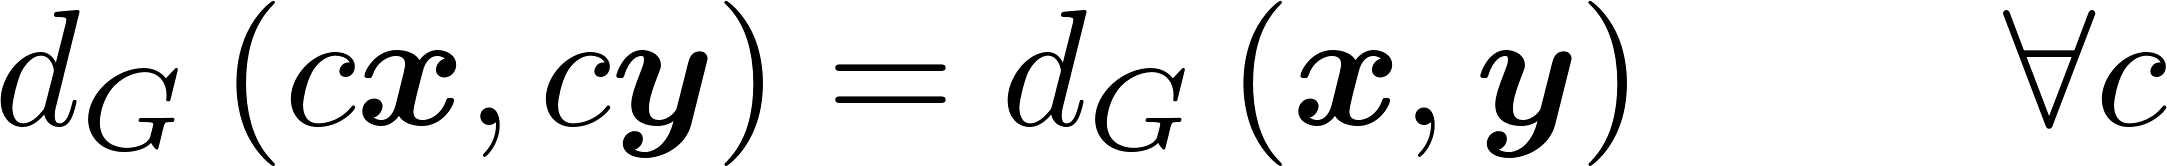 d_G (c𝒙, c𝒚) = d_G (𝒙, 𝒚) ∀c